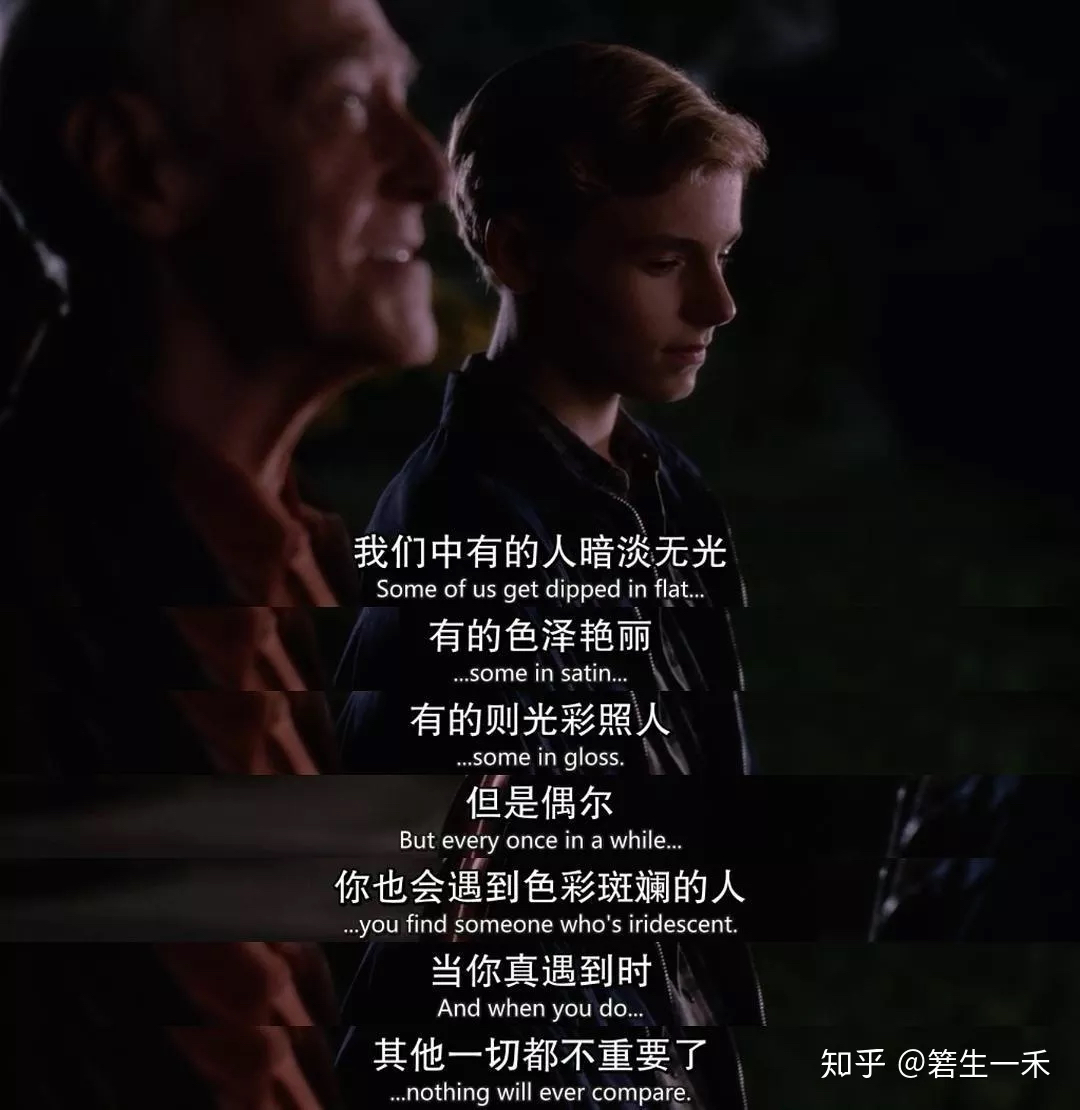 我们中有的人暗淡无光
Some of us get dipped in flat...
有的色泽艳丽
...some in satin...
有的则光彩照人
...some in gloss.
但是偶尔
But every once in a while...
你也会遇到色彩斑斓的人
...you find someone who's iridescent.
当你真遇到时
And when you do...
其他一切都不重要了
...nothing will ever compare.
知乎 @箬生一禾